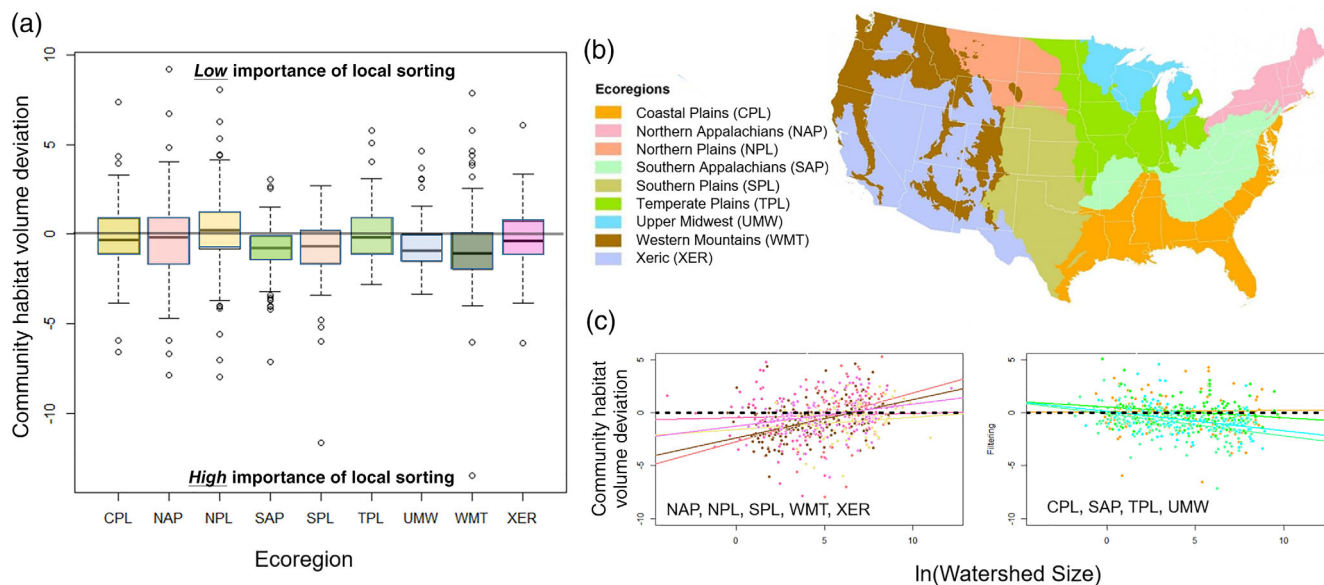 (a)
Community habitat volume deviation
10
5
0
-5
-10
Low importance of local sorting
High importance of local sorting
CPL NAP NPL SAP SPL TPL UMW WMT XER
Ecoregion
(b)
Ecoregions
Coastal Plains (CPL)
Northern Appalachians (NAP)
Northern Plains (NPL)
Southern Appalachians (SAP)
Southern Plains (SPL)
Temperate Plains (TPL)
Upper Midwest (UMW)
Western Mountains (WMT)
Xeric (XER)
(c)
Community habitat
volume deviation
5
0
-5
-10
NAP, NPL, SPL, WMT, XER
0 5 10
Filtering
5
0
-5
-10
CPL, SAP, TPL, UMW
0 5 10
ln(Watershed Size)